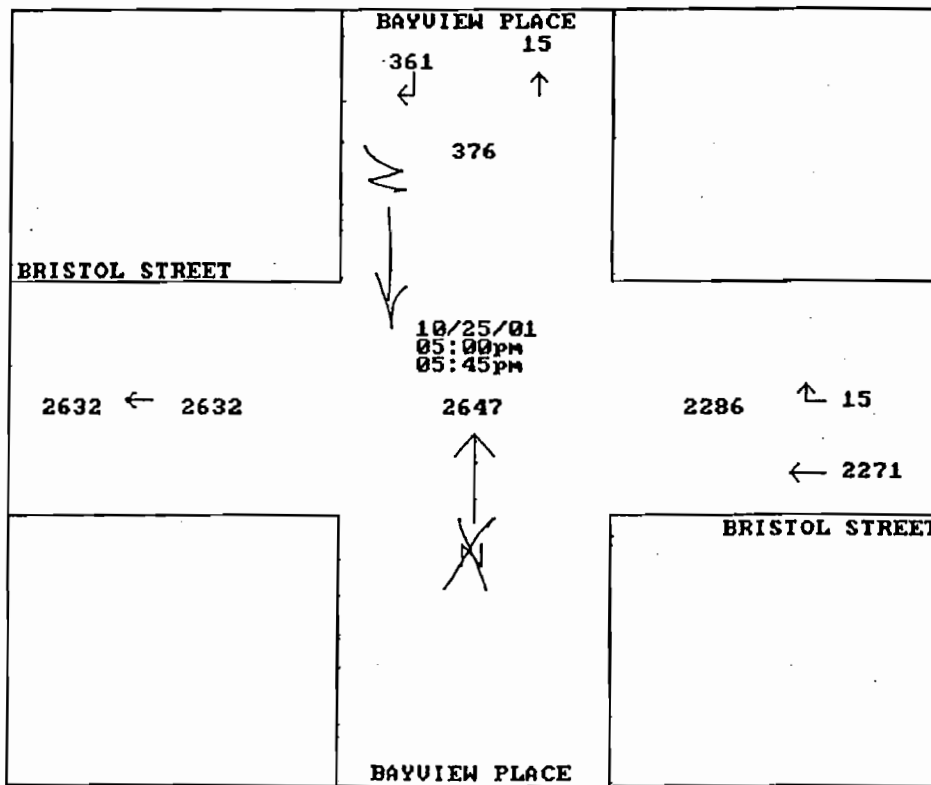 BAYVIEW PLACE
15
361
376
N
BRISTOL STREET
10/25/01
05:00pm
05:45pm
2632 2632 2647 2286 15
2271
BRISTOL STREET
N
BAYVIEW PLACE